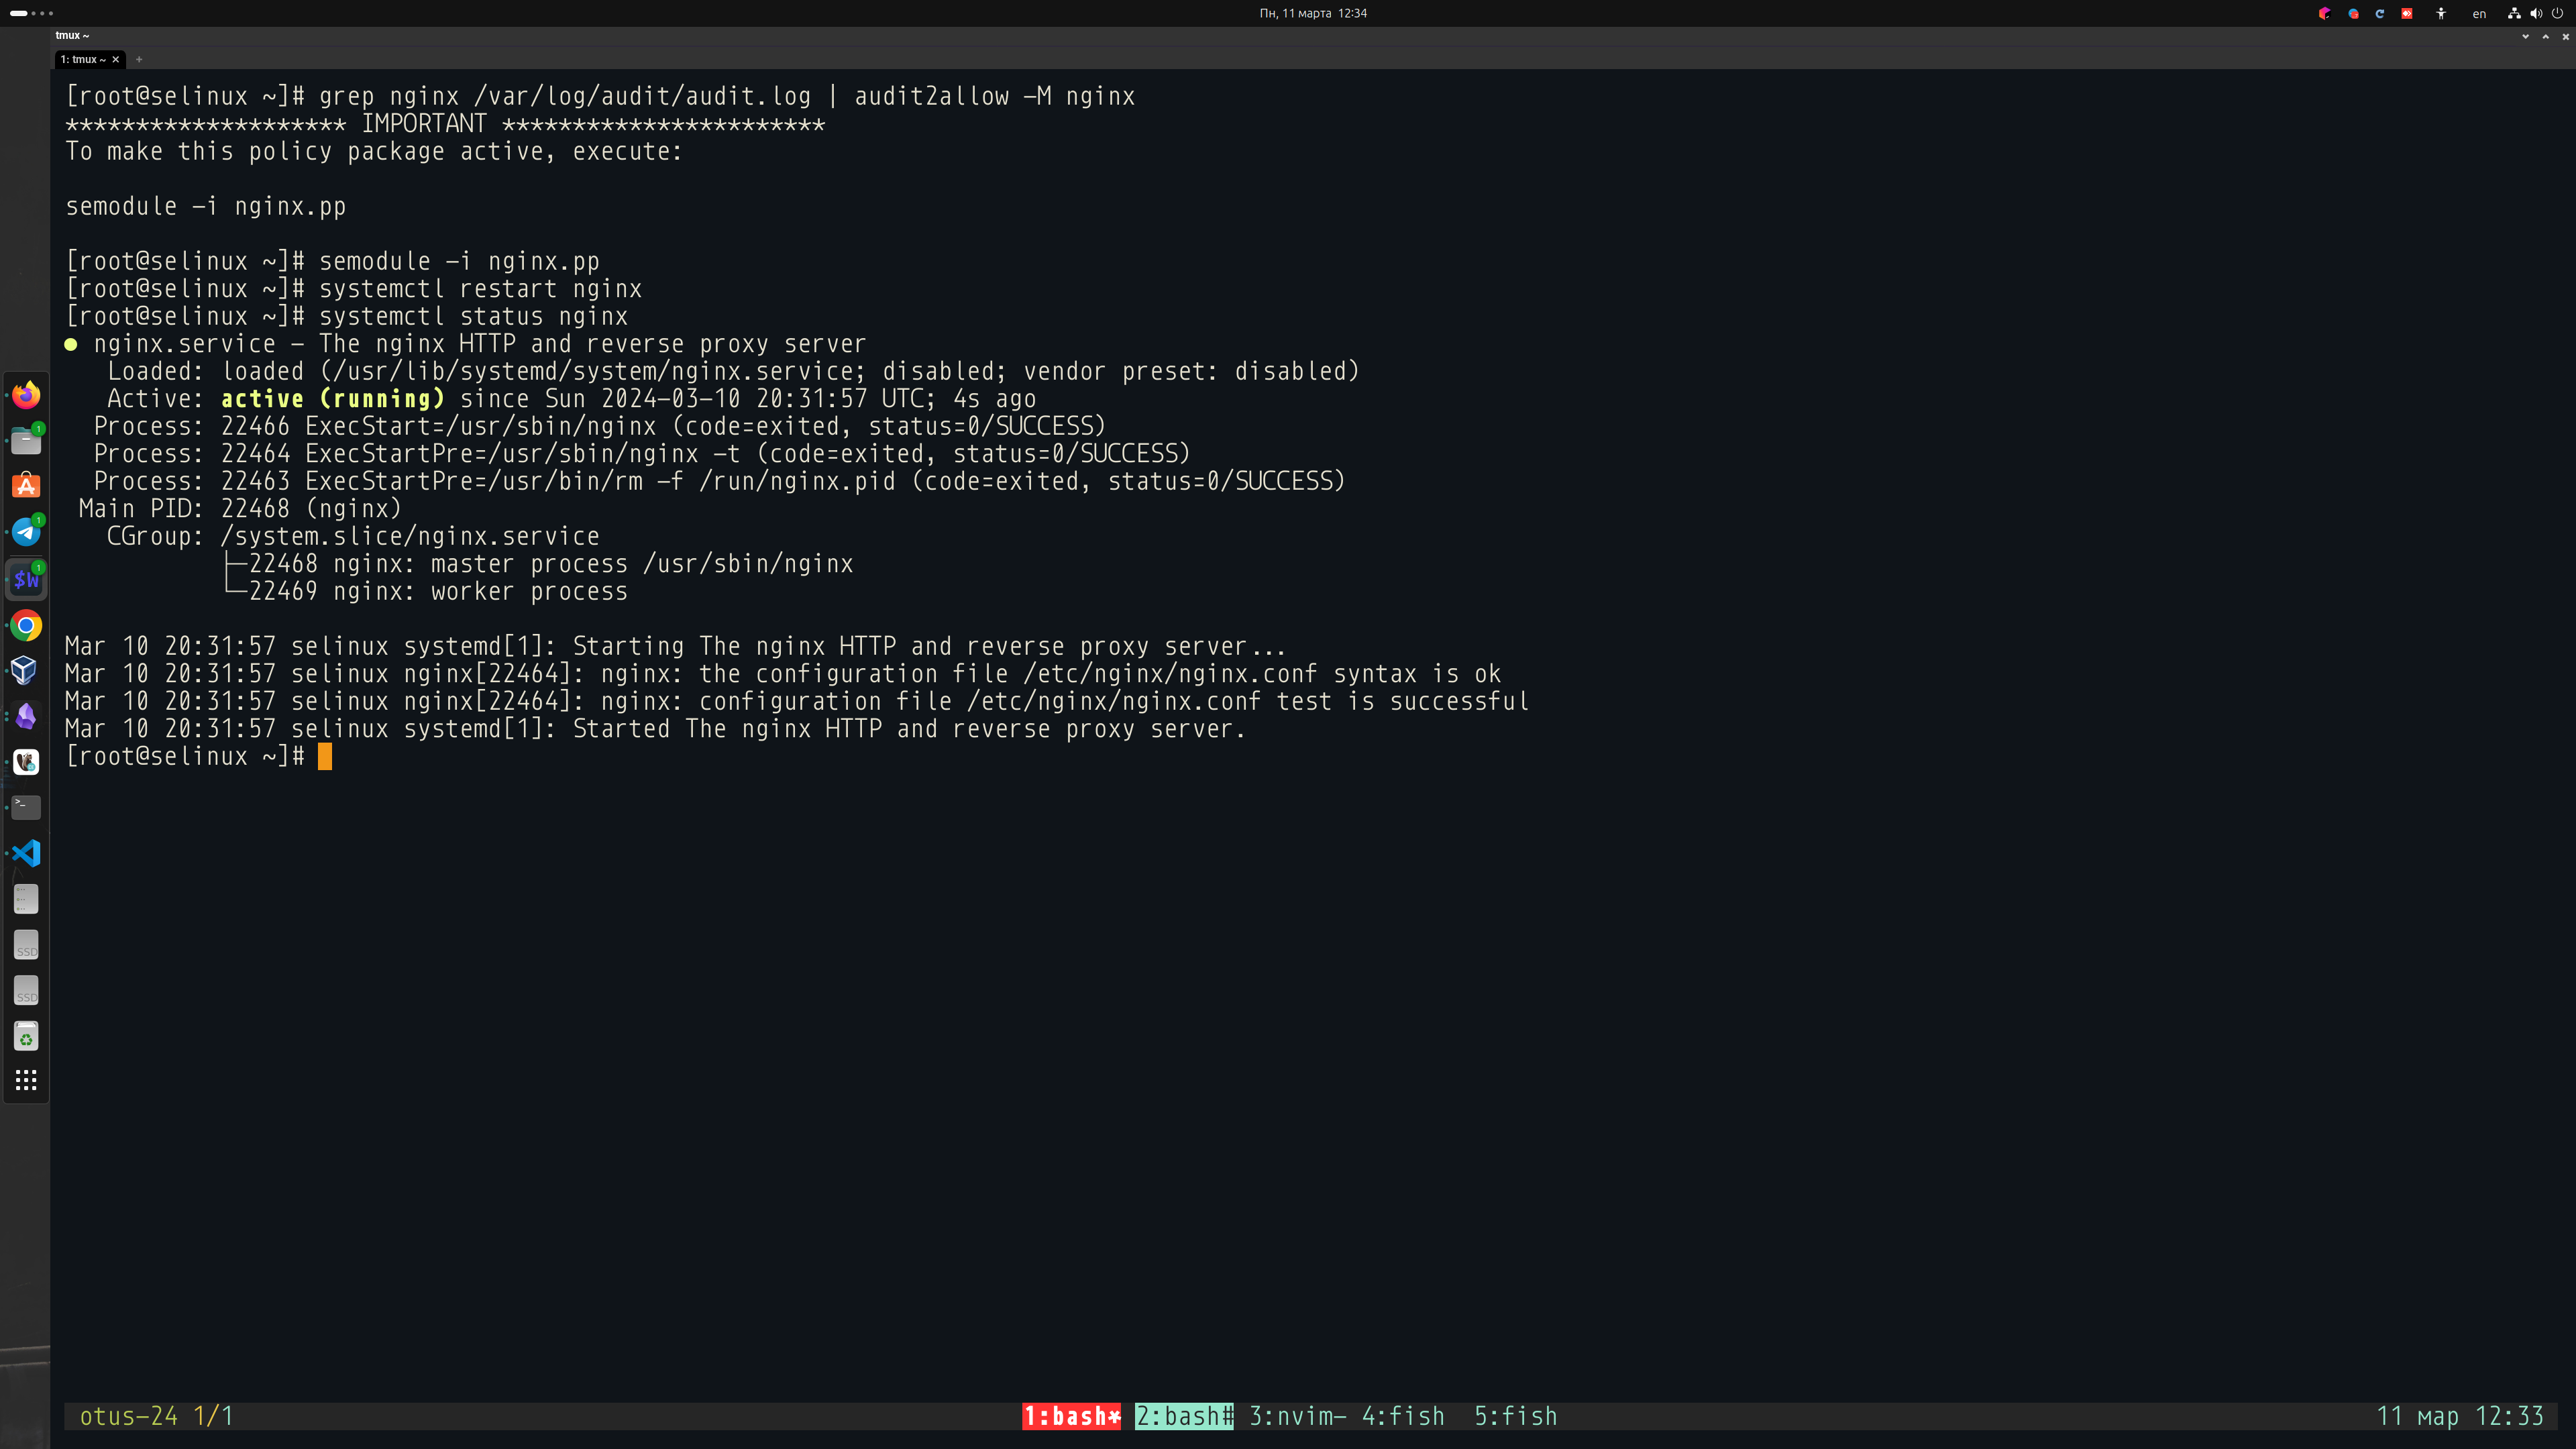 Пн, 11 марта 12:34
en
tmux ~
1: tmux ~ × +
[root@selinux ~]# grep nginx /var/log/audit/audit.log | audit2allow -M nginx
******************** IMPORTANT ***********************
To make this policy package active, execute:
semodule -i nginx.pp
[root@selinux ~]# semodule -i nginx.pp
[root@selinux ~]# systemctl restart nginx
[root@selinux ~]# systemctl status nginx
● nginx.service - The nginx HTTP and reverse proxy server
Loaded: loaded (/usr/lib/systemd/system/nginx.service; disabled; vendor preset: disabled)
Active: active (running) since Sun 2024-03-10 20:31:57 UTC; 4s ago
Process: 22466 ExecStart=/usr/sbin/nginx (code=exited, status=0/SUCCESS)
Process: 22464 ExecStartPre=/usr/sbin/nginx -t (code=exited, status=0/SUCCESS)
Process: 22463 ExecStartPre=/usr/bin/rm -f /run/nginx.pid (code=exited, status=0/SUCCESS)
Main PID: 22468 (nginx)
CGroup: /system.slice/nginx.service
├─22468 nginx: master process /usr/sbin/nginx
└─22469 nginx: worker process
Mar 10 20:31:57 selinux systemd[1]: Starting The nginx HTTP and reverse proxy server...
Mar 10 20:31:57 selinux nginx[22464]: nginx: the configuration file /etc/nginx/nginx.conf syntax is ok
Mar 10 20:31:57 selinux nginx[22464]: nginx: configuration file /etc/nginx/nginx.conf test is successful
Mar 10 20:31:57 selinux systemd[1]: Started The nginx HTTP and reverse proxy server.
[root@selinux ~]#
1
1
$W 1
>_
SSD
SSD
otus-24 1/1 1:bash* 2:bash# 3:nvim- 4:fish 5:fish 11 мар 12:33